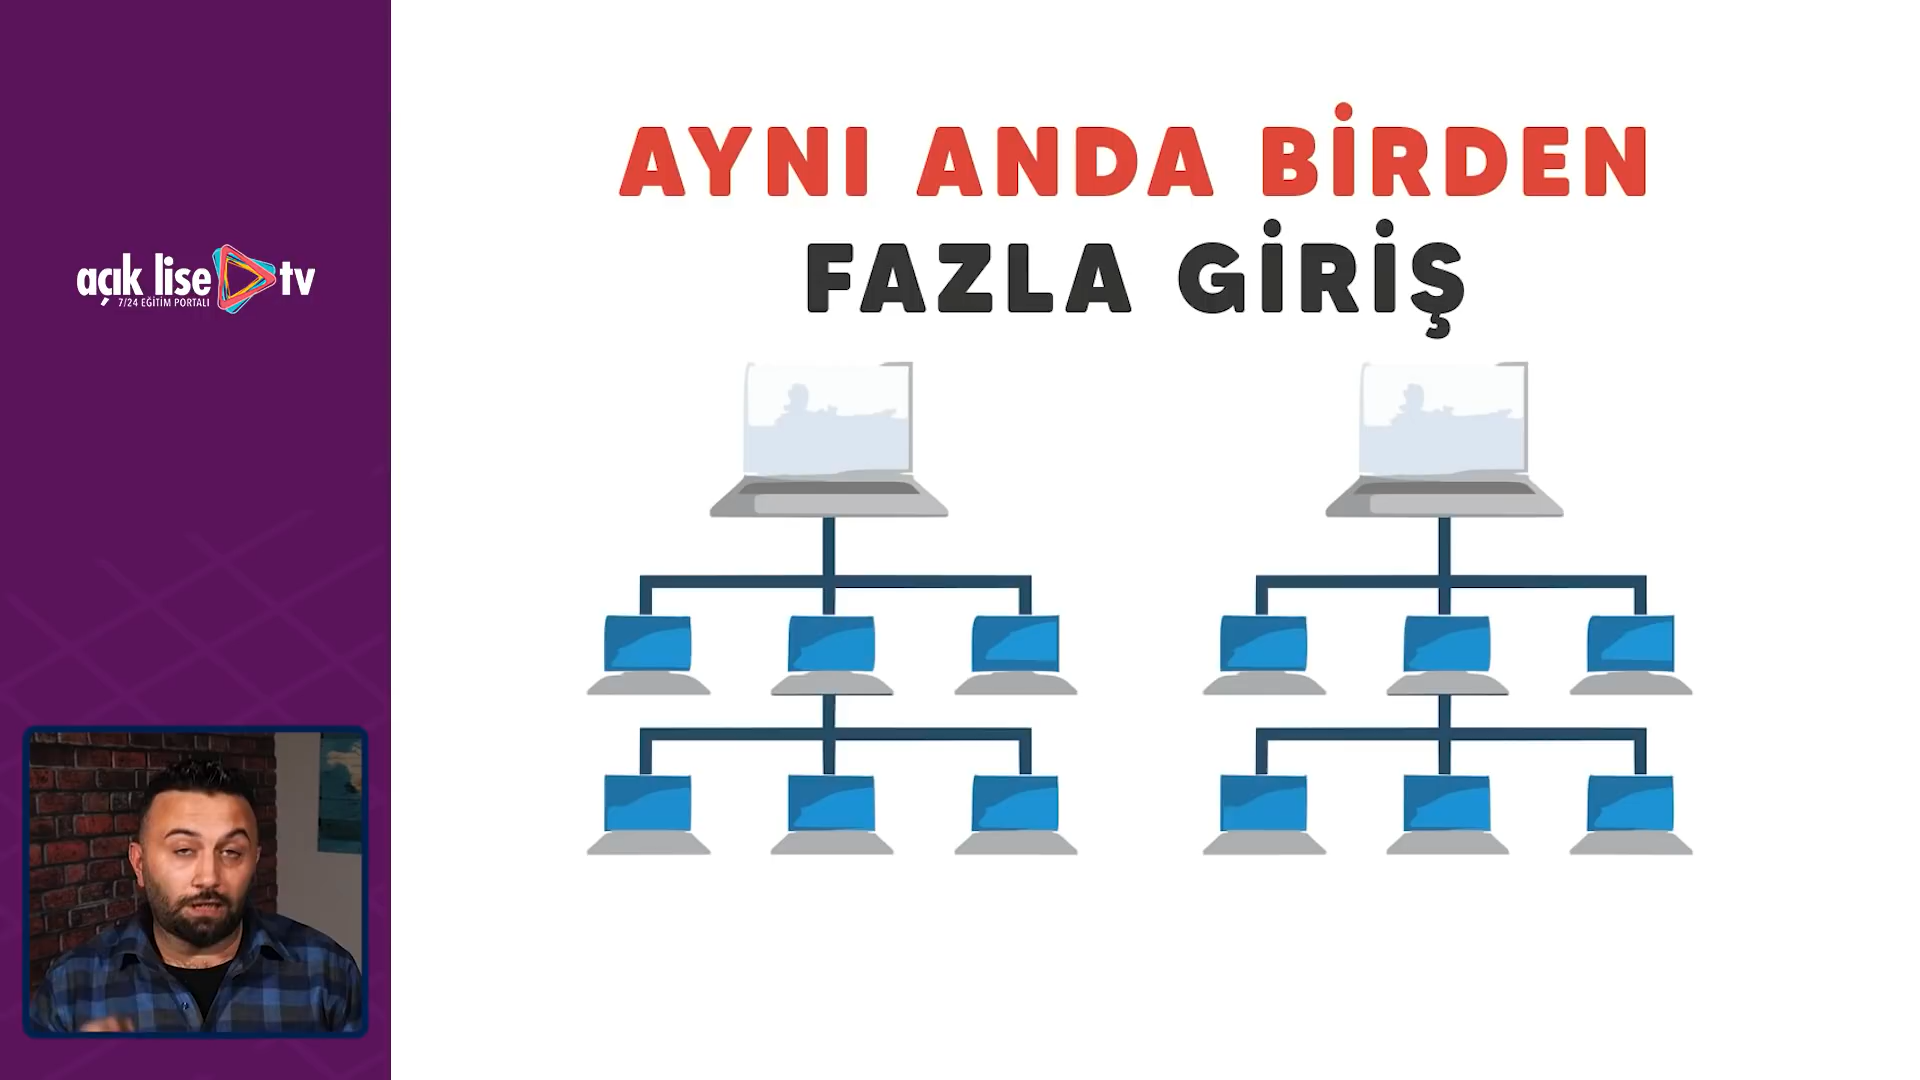 AYNI ANDA BİRDEN
FAZLA GİRİŞ
açık lise tv
7/24 EĞİTİM PORTALI